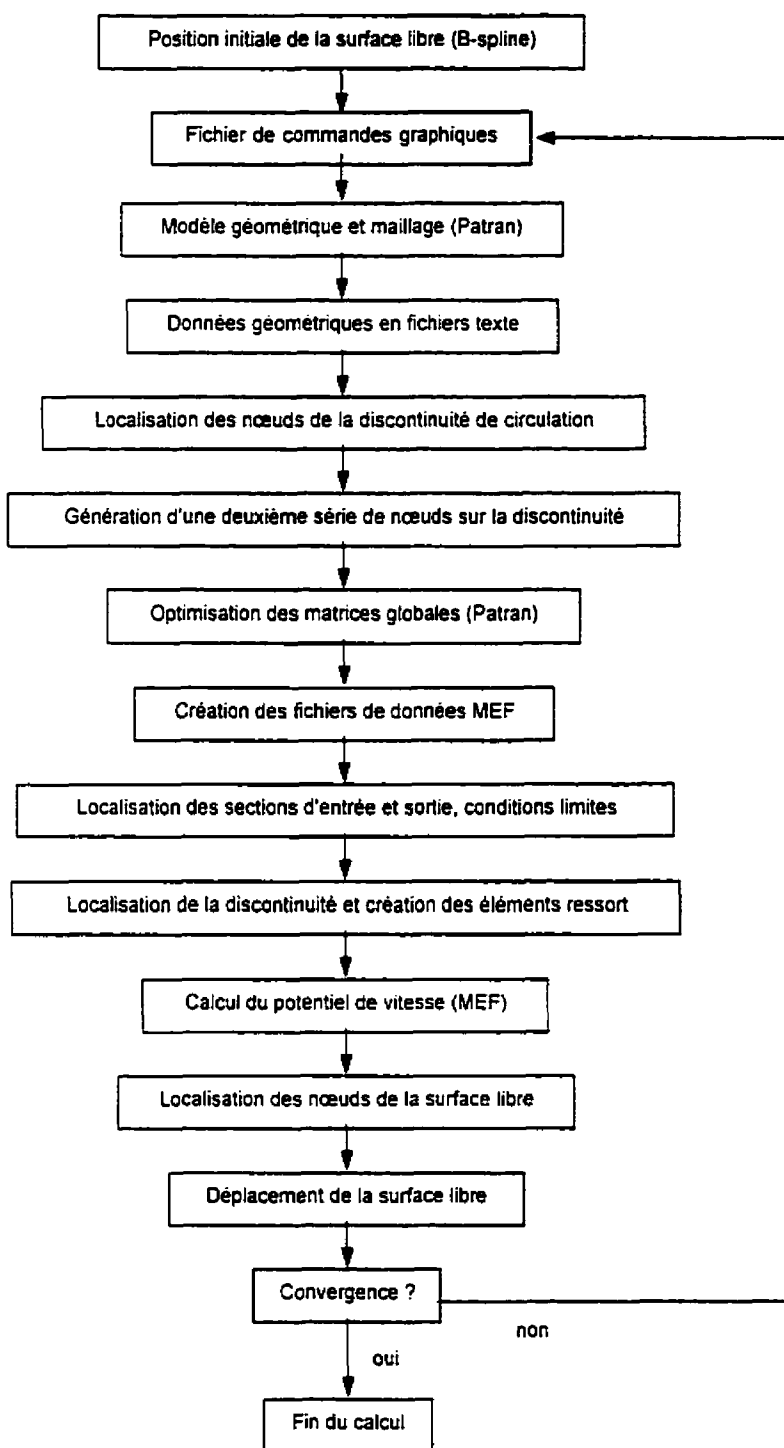 Position initiale de la surface libre (B-spline)
Fichier de commandes graphiques
Modèle géométrique et maillage (Patran)
Données géométriques en fichiers texte
Localisation des nœuds de la discontinuité de circulation
Génération d'une deuxième série de nœuds sur la discontinuité
Optimisation des matrices globales (Patran)
Création des fichiers de données MEF
Localisation des sections d'entrée et sortie, conditions limites
Localisation de la discontinuité et création des éléments ressort
Calcul du potentiel de vitesse (MEF)
Localisation des nœuds de la surface libre
Déplacement de la surface libre
Convergence ?
non
oui
Fin du calcul